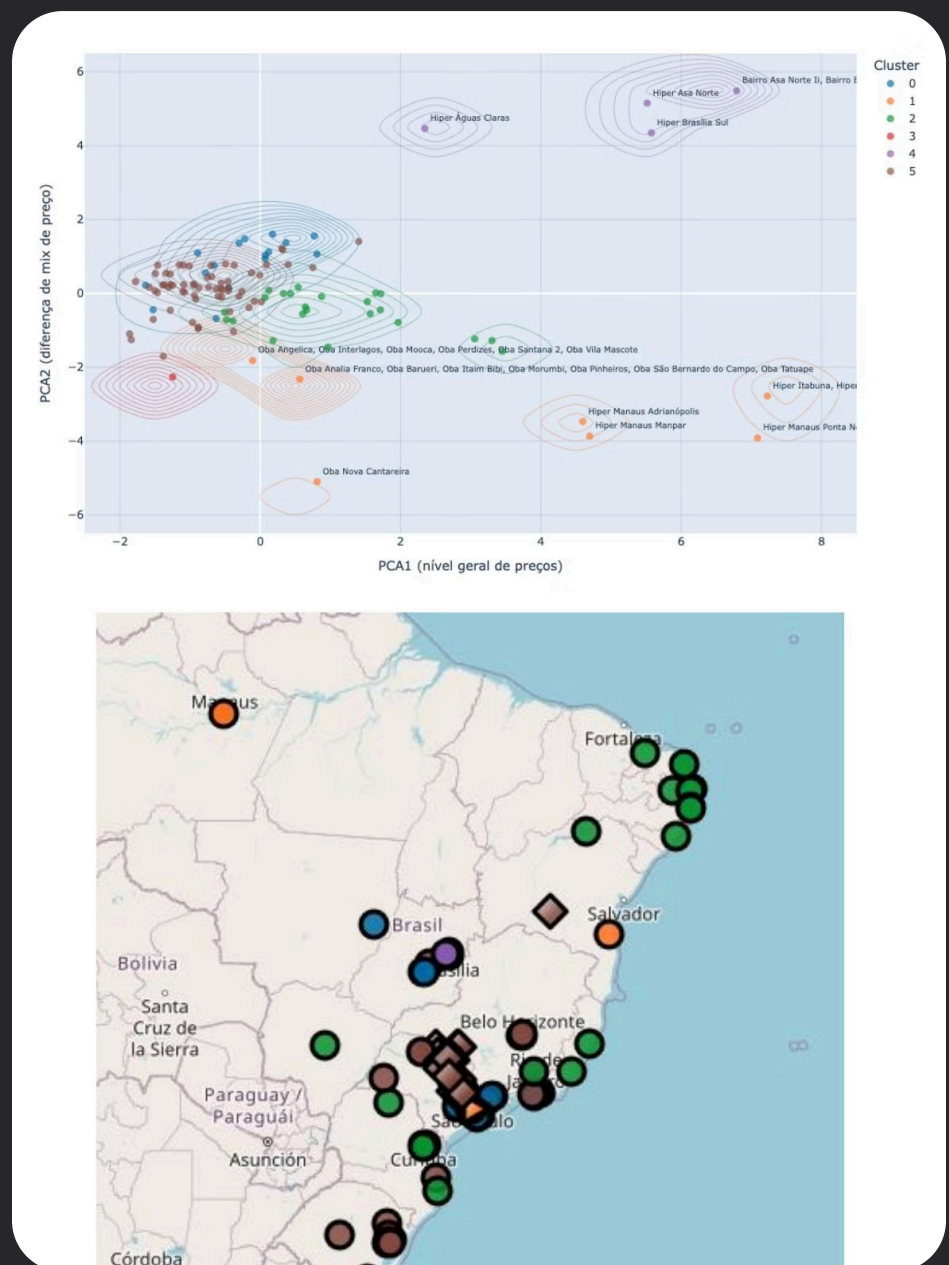 Cluster
0
1
2
3
4
5
6
4
2
0
−2
−4
−6
PCA2 (diferença de mix de preço)
Bairro Asa Norte Ii, Bairro
Hiper Asa Norte
Hiper Águas Claras
Hiper Brasília Sul
Oba Angelica, Oba Interlagos, Oba Mooca, Oba Perdizes, Oba Santana 2, Oba Vila Mascote
Oba Analia Franco, Oba Barueri, Oba Itaim Bibi, Oba Morumbi, Oba Pinheiros, Oba São Bernardo do Campo, Oba Tatuape
Hiper Itabuna, Hiper
Hiper Manaus Adrianópolis
Hiper Manaus Manpar
Hiper Manaus Ponta
Oba Nova Cantareira
−2
0
2
4
6
8
PCA1 (nível geral de preços)
Manaus
Fortaleza
Salvador
Brasil
Bolivia
Santa
Cruz de
la Sierra
Belo Horizonte
Rio de
Paraguay /
Paraguái
Asunción
Córdoba